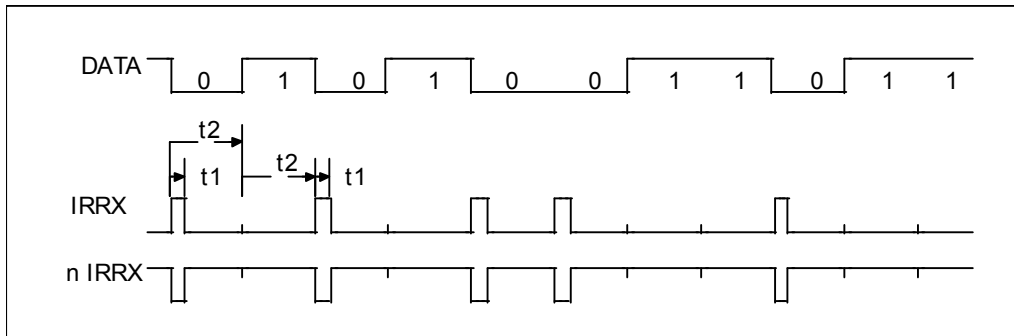 DATA
0 1 0 1 0 0 1 1 0 1 1
t2
t1 t2 t1
IRRX
n IRRX